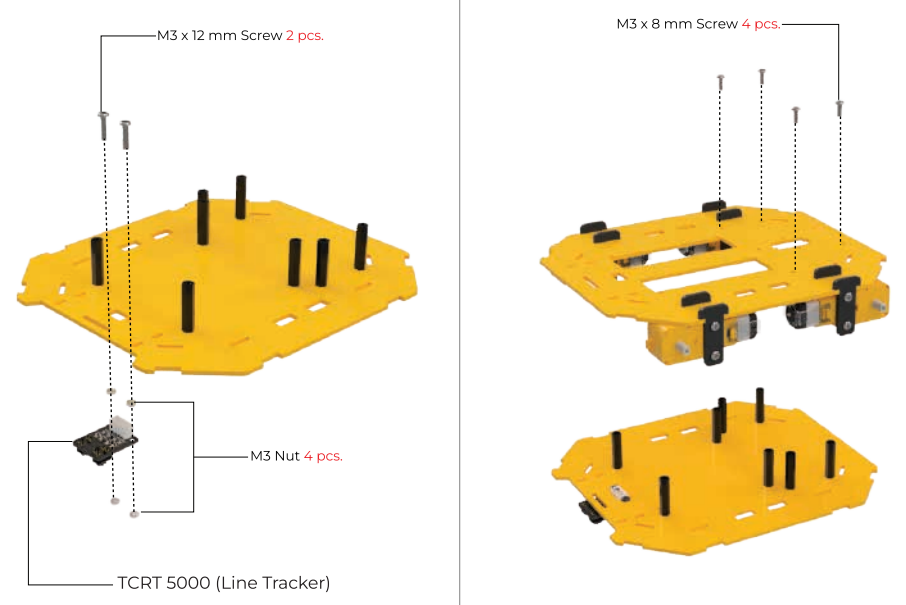 M3 x 12 mm Screw 2 pcs.
M3 Nut 4 pcs.
TCRT 5000 (Line Tracker)
M3 x 8 mm Screw 4 pcs.